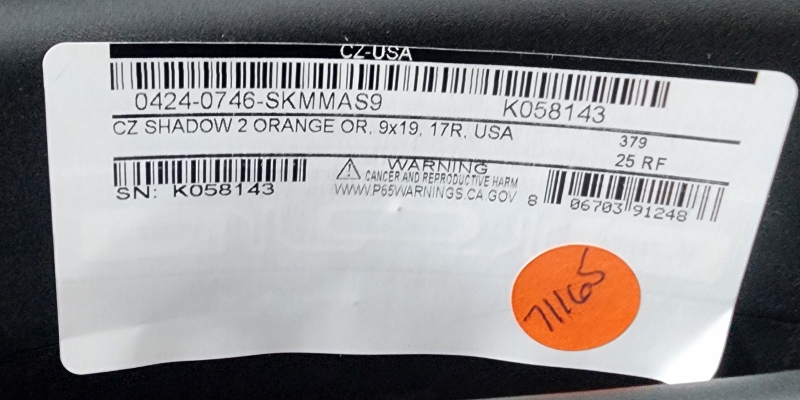 CZ-USA
0424-0746-SKMMAS9 K058143
CZ SHADOW 2 ORANGE OR, 9x19, 17R, USA 379
25 RF
WARNING
CANCER AND REPRODUCTIVE HARM
WWW.P65WARNINGS.CA.GOV
SN: K058143
8 06703 91248
71165